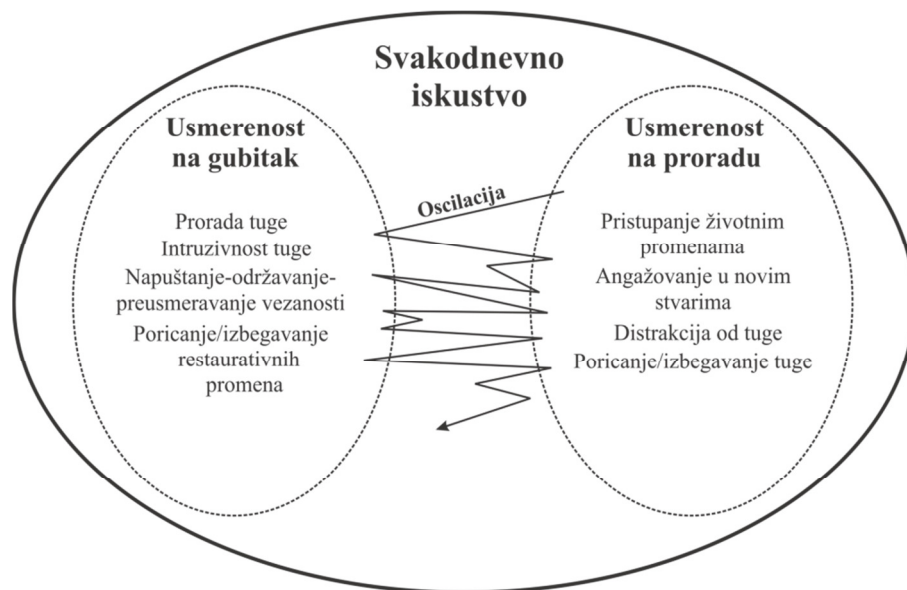 Svakodnevno
iskustvo
Usmerenost
na gubitak
Prorada tuge
Intruzivnost tuge
Napuštanje-održavanje-
preusmeravanje vezanosti
Poricanje/izbegavanje
restaurativnih
promena
Oscilacija
Usmerenost
na proradu
Pristupanje životnim
promenama
Angažovanje u novim
stvarima
Distrakcija od tuge
Poricanje/izbegavanje tuge